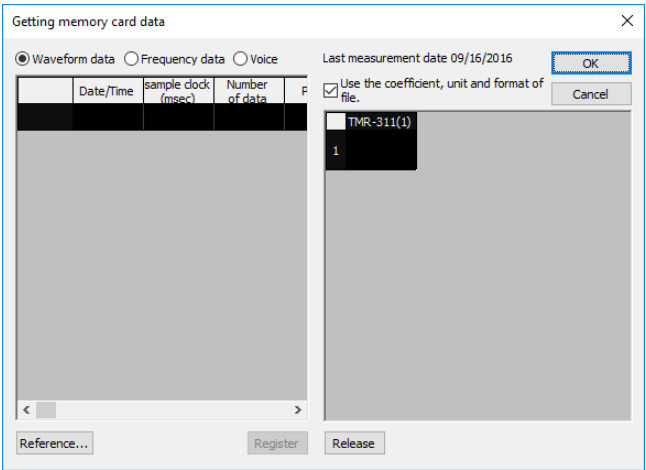 Getting memory card data
Waveform data Frequency data Voice
Last measurement date 09/16/2016
OK
Use the coefficient, unit and format of
file.
Cancel
Date/Time
sample clock
(msec)
Number
of data
P
TMR-311(1)
1
Reference...
Register
Release